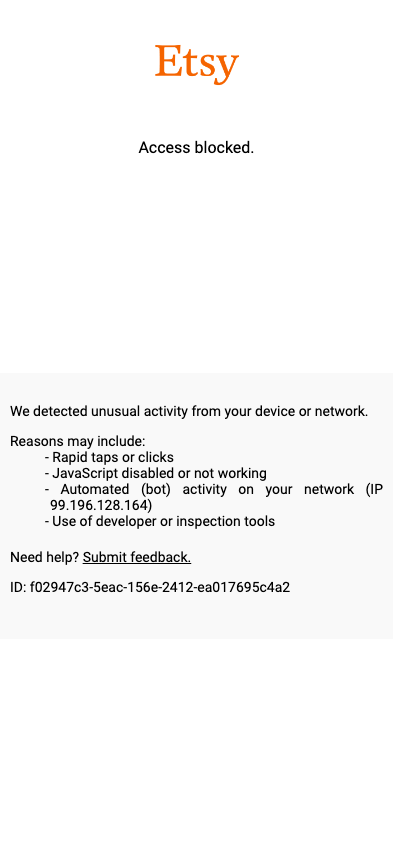 Etsy
Access blocked.
We detected unusual activity from your device or network.
Reasons may include:
- Rapid taps or clicks
- JavaScript disabled or not working
- Automated (bot) activity on your network (IP
99.196.128.164)
- Use of developer or inspection tools
Need help? Submit feedback.
ID: f02947c3-5eac-156e-2412-ea017695c4a2